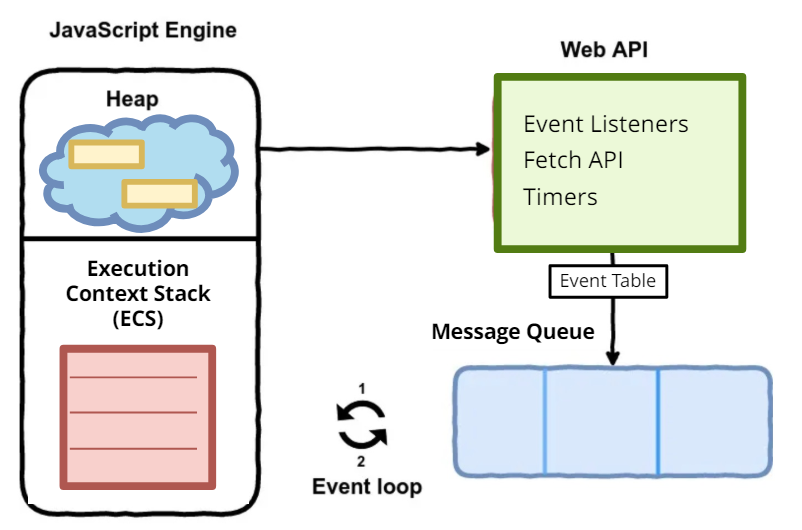 JavaScript Engine
Heap
Execution
Context Stack
(ECS)
Web API
Event Listeners
Fetch API
Timers
Event Table
Message Queue
1
2
Event loop